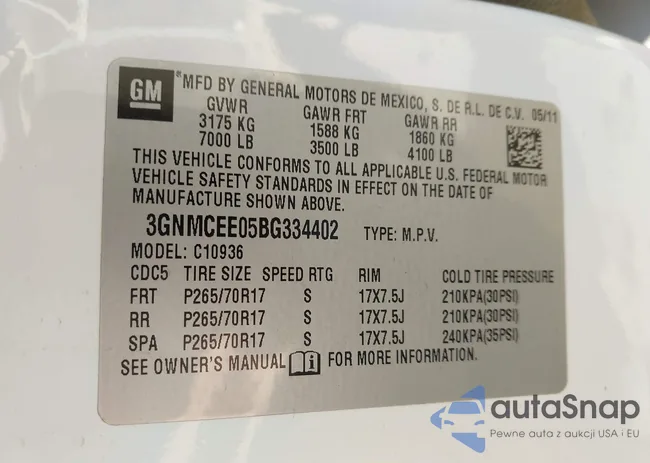 GM
"MFD BY GENERAL MOTORS DE MEXICO, S. DE R.L. DE C.V. 05/11
GVWR GAWR FRT GAWR RR
3175 KG 1588 KG 1860 KG
7000 LB 3500 LB 4100 LB
THIS VEHICLE CONFORMS TO ALL APPLICABLE U.S. FEDERAL MOTOR
VEHICLE SAFETY STANDARDS IN EFFECT ON THE DATE OF
MANUFACTURE SHOWN ABOVE.
3GNMCEE05BG334402 TYPE: M.P.V.
MODEL: C10936
CDC5 TIRE SIZE SPEED RTG RIM COLD TIRE PRESSURE
FRT P265/70R17 S 17X7.5J 210KPA(30PSI)
RR P265/70R17 S 17X7.5J 210KPA(30PSI)
SPA P265/70R17 S 17X7.5J 240KPA(35PSI)
SEE OWNER'S MANUAL FOR MORE INFORMATION.
autaSnap
Pewne auta z aukcji USA i EU